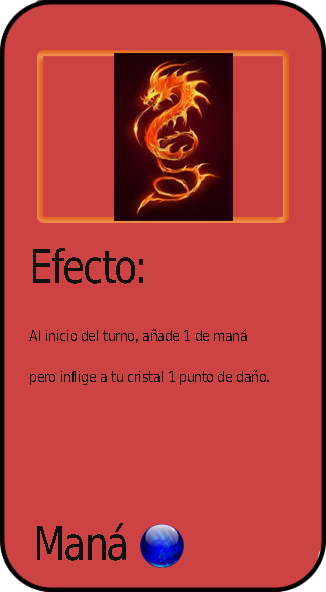 Efecto:
Al inicio del turno, añade 1 de maná
pero inflige a tu cristal 1 punto de daño.
Maná